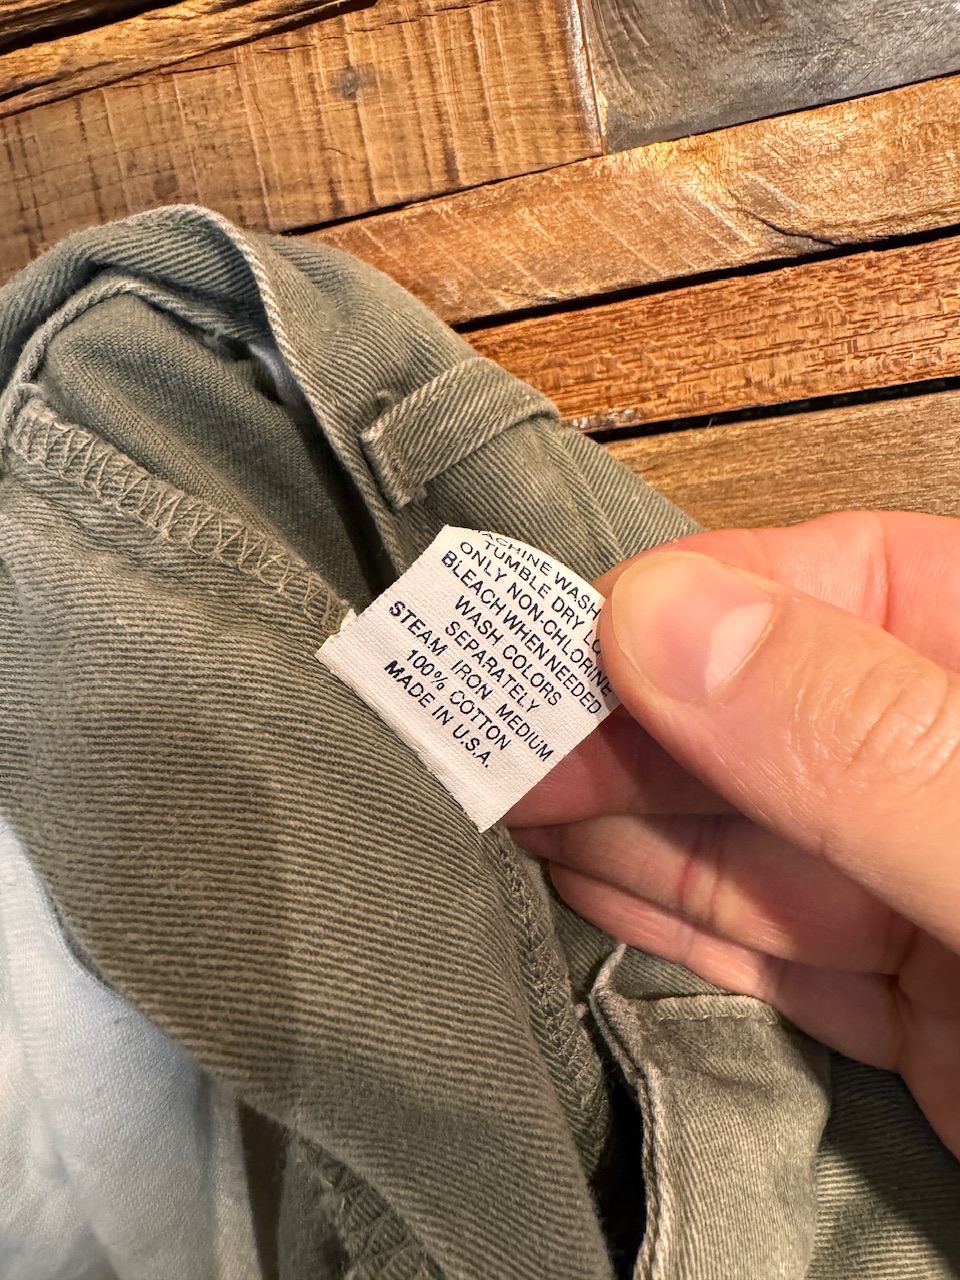 MACHINE WASH
TUMBLE DRY LO
ONLY NON-CHLORINE
BLEACH WHEN NEEDED
WASH COLORS
SEPARATELY
STEAM IRON MEDIUM
100% COTTON
MADE IN U.S.A.